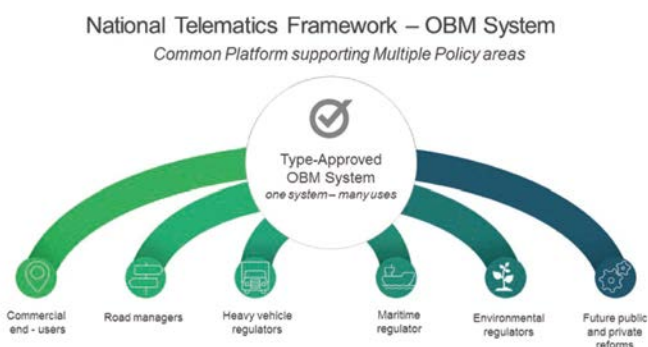 National Telematics Framework – OBM System
Common Platform supporting Multiple Policy areas
Type-Approved
OBM System
one system – many uses
Commercial
end - users
Road managers
Heavy vehicle
regulators
Maritime
regulator
Environmental
regulators
Future public
and private
reforms